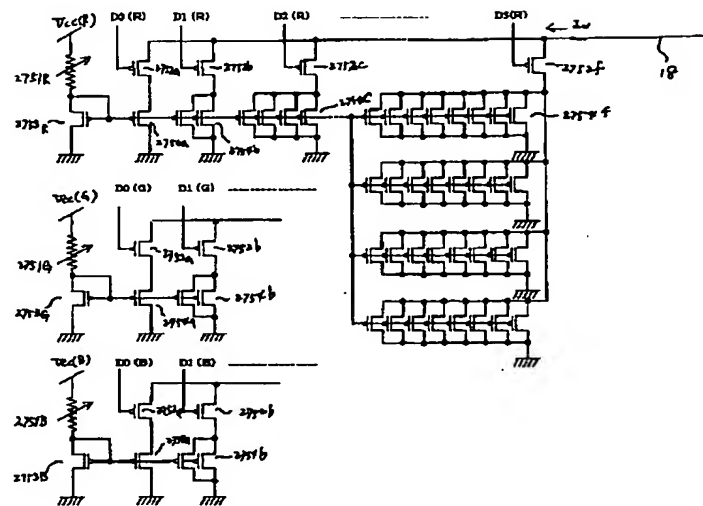 Vcc(R)
D0(R)
D1(R)
D2(R)
D5(R)
Iw
2751R
2752a
2752b
2752c
2752f
18
2753R
2754a
2754b
2754c
2754f
Vcc(G)
D0(G)
D1(G)
2751G
2752a
2752b
2753G
2754a
2754b
Vcc(B)
D0(B)
D1(B)
2751B
2752b
2753B
2754b